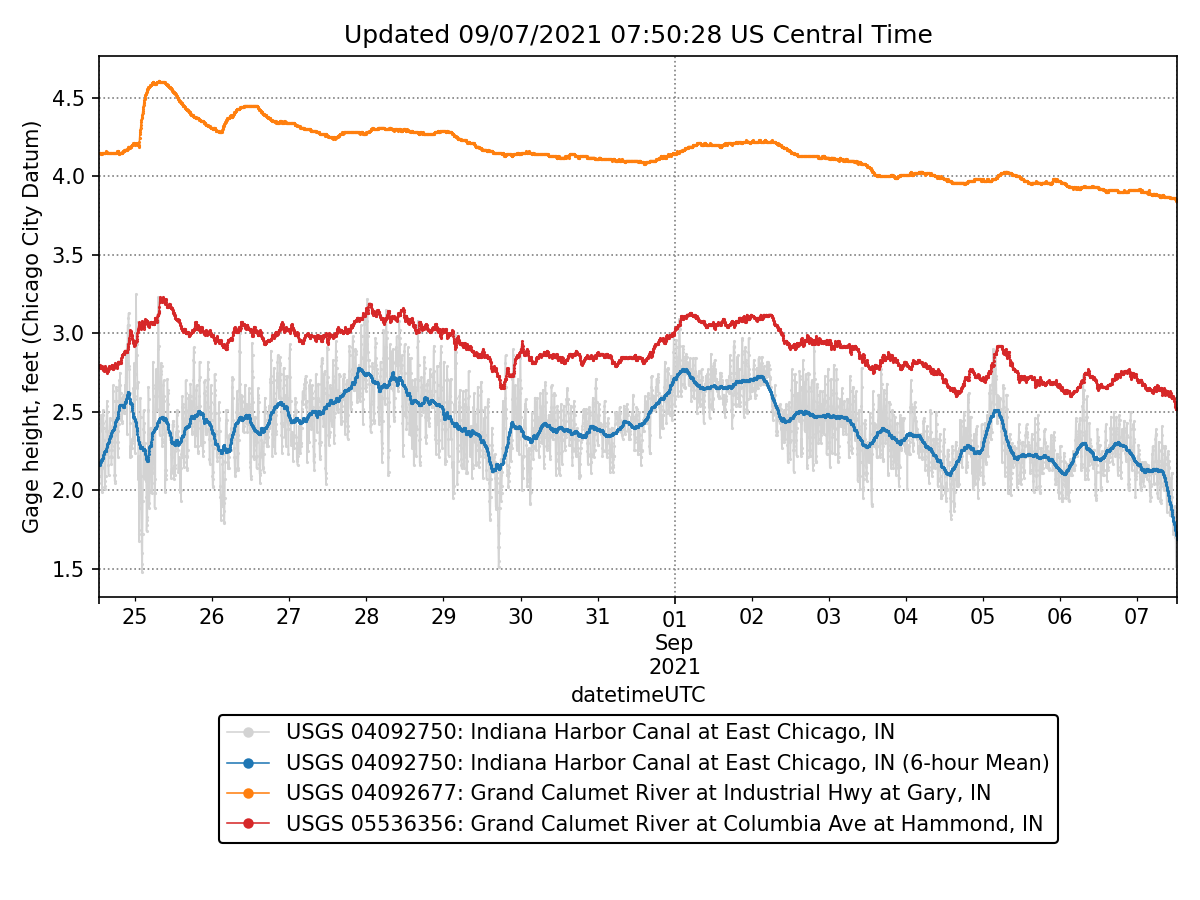 Updated 09/07/2021 07:50:28 US Central Time
Gage height, feet (Chicago City Datum)
4.5
4.0
3.5
3.0
2.5
2.0
1.5
25 26 27 28 29 30 31 01 02 03 04 05 06 07
Sep
2021
datetimeUTC
USGS 04092750: Indiana Harbor Canal at East Chicago, IN
USGS 04092750: Indiana Harbor Canal at East Chicago, IN (6-hour Mean)
USGS 04092677: Grand Calumet River at Industrial Hwy at Gary, IN
USGS 05536356: Grand Calumet River at Columbia Ave at Hammond, IN